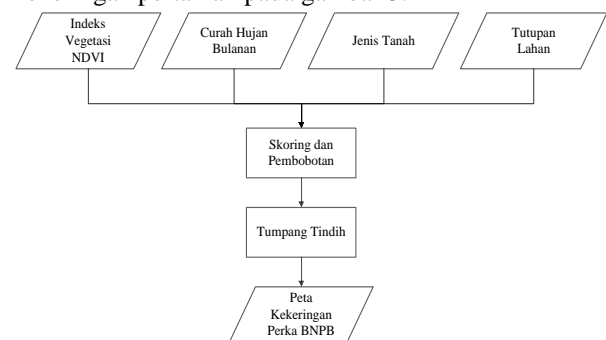 Indeks
Vegetasi
NDVI
Curah Hujan
Bulanan
Jenis Tanah
Tutupan
Lahan
Skoring dan
Pembobotan
Tumpang Tindih
Peta
Kekeringan
Perka BNPB